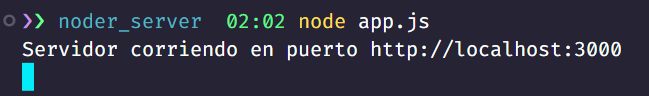 ❯❯ noder_server 02:02 node app.js
Servidor corriendo en puerto http://localhost:3000